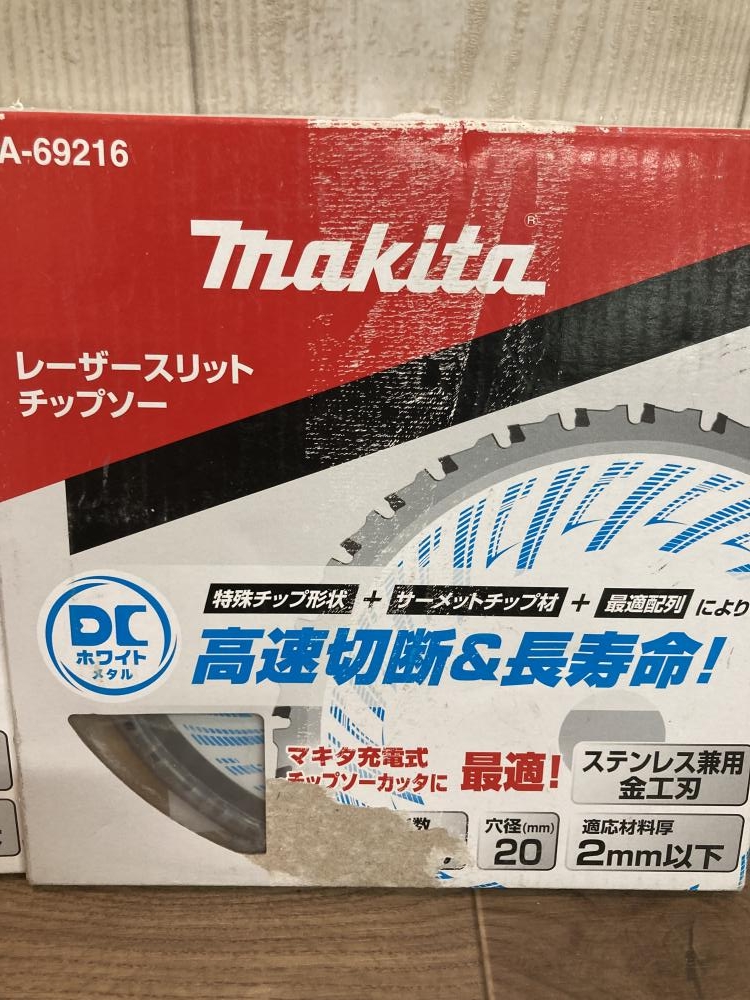 A-69216
makita
®
レーザースリット
チップソー
特殊チップ形状 + サーメットチップ材 + 最適配列 により
高速切断&長寿命!
DC
ホワイト
メタル
マキタ充電式
チップソーカッタに
最適!
ステンレス兼用
金工刃
数
穴径(mm)
20
適応材料厚
2mm以下